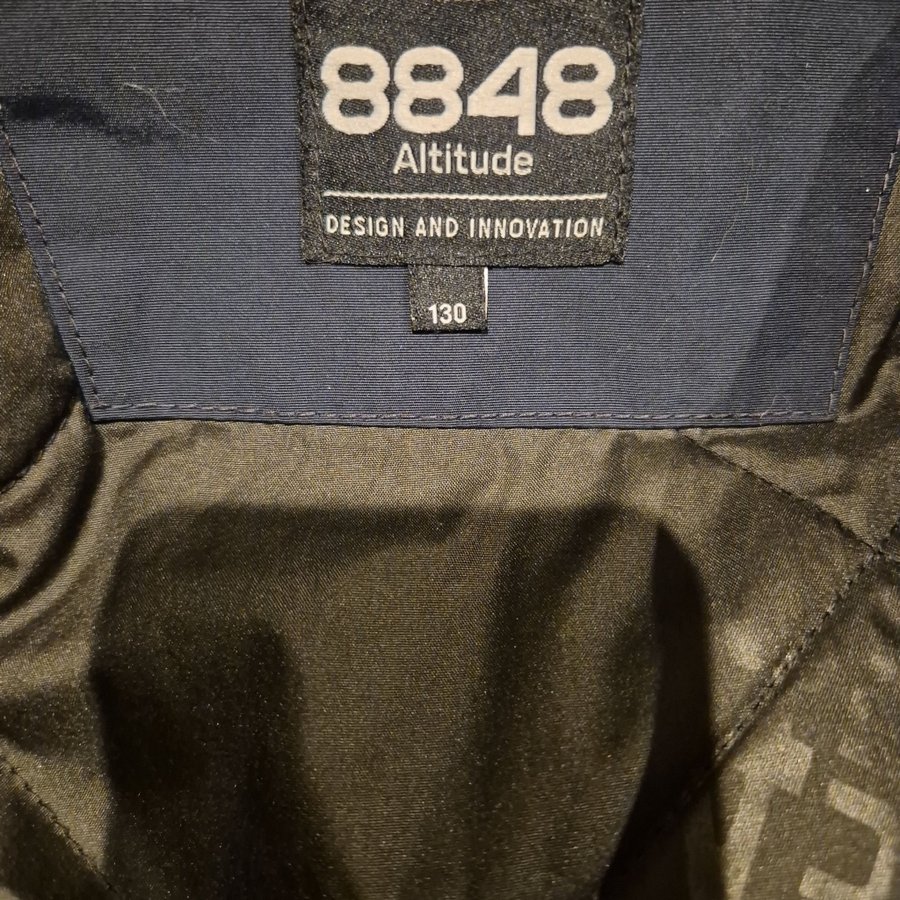 8848
Altitude
DESIGN AND INNOVATION
130